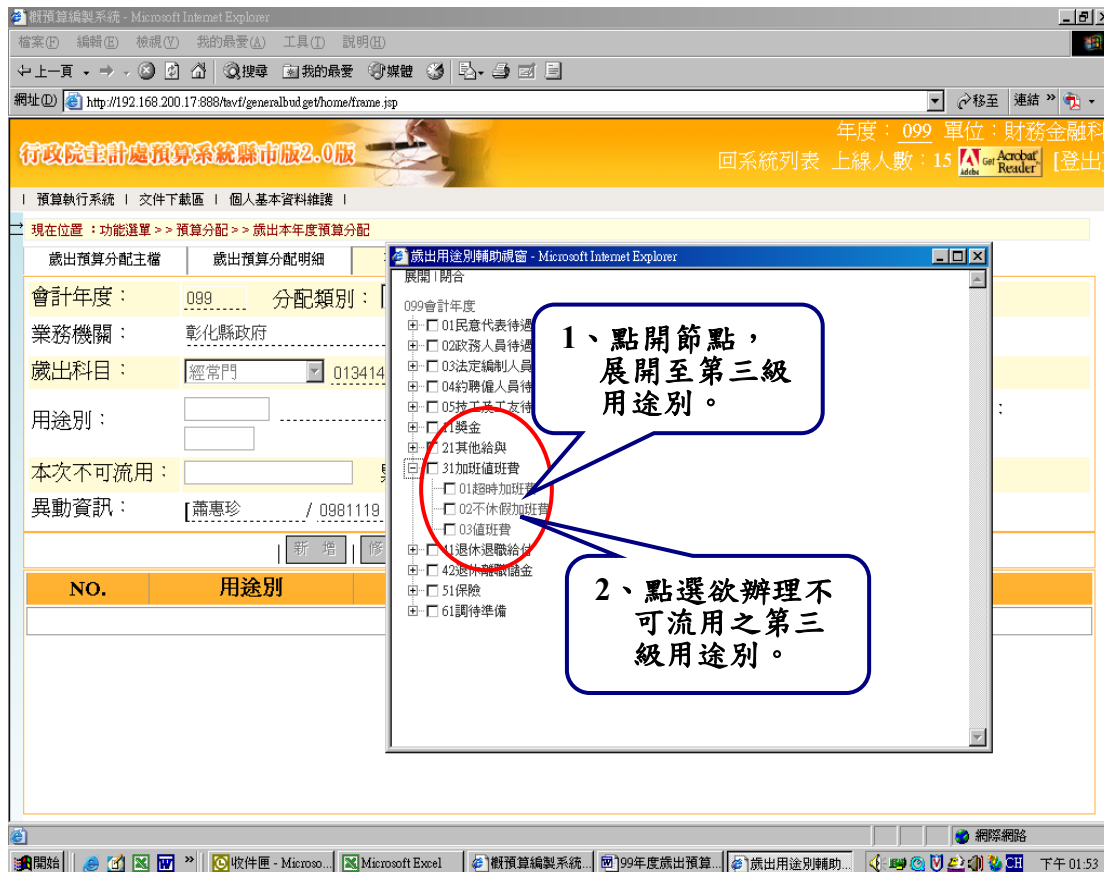 概預算編製系統 - Microsoft Internet Explorer
檔案(F) 編輯(E) 檢視(V) 我的最愛(A) 工具(T) 說明(H)
上一頁 搜尋 我的最愛 媒體
網址(D) http://192.168.200.17:888/tavf/generalbudget/home/frame.jsp 移至 連結 »
行政院主計處預算系統縣市版2.0版
年度： 099 單位：財務金融科
回系統列表 上線人數：15 Adobe Get Acrobat Reader [登出
| 預算執行系統 | 文件下載區 | 個人基本資料維護 |
現在位置 ：功能選單>>預算分配>>歲出本年度預算分配
歲出預算分配主檔 歲出預算分配明細
會計年度： 099 分配類別：
業務機關： 彰化縣政府
歲出科目： 經常門 013414
用途別：
本次不可流用：
異動資訊： [蕭惠珍 / 0981119
| 新 增 | 修
NO. 用途別
歲出用途別輔助視窗 - Microsoft Internet Explorer
展開 | 閉合
099會計年度
01民意代表待遇
02政務人員待遇
03法定編制人員
04約聘僱人員待
05技工及工友待
11獎金
21其他給與
31加班值班費
01超時加班費
02不休假加班費
03值班費
41退休退職給付
42退休離職儲金
51保險
61調待準備
1、點開節點，
展開至第三級
用途別。
2、點選欲辦理不
可流用之第三
級用途別。
網際網路
開始 » 收件匣 - Microso... Microsoft Excel 概預算編製系統... 99年度歲出預算... 歲出用途別輔助... CH 下午 01:53